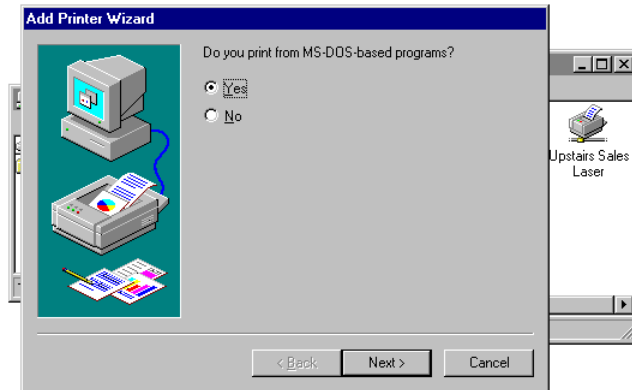 Add Printer Wizard
Do you print from MS-DOS-based programs?
Yes
No
Upstairs Sales
Laser
< Back
Next >
Cancel